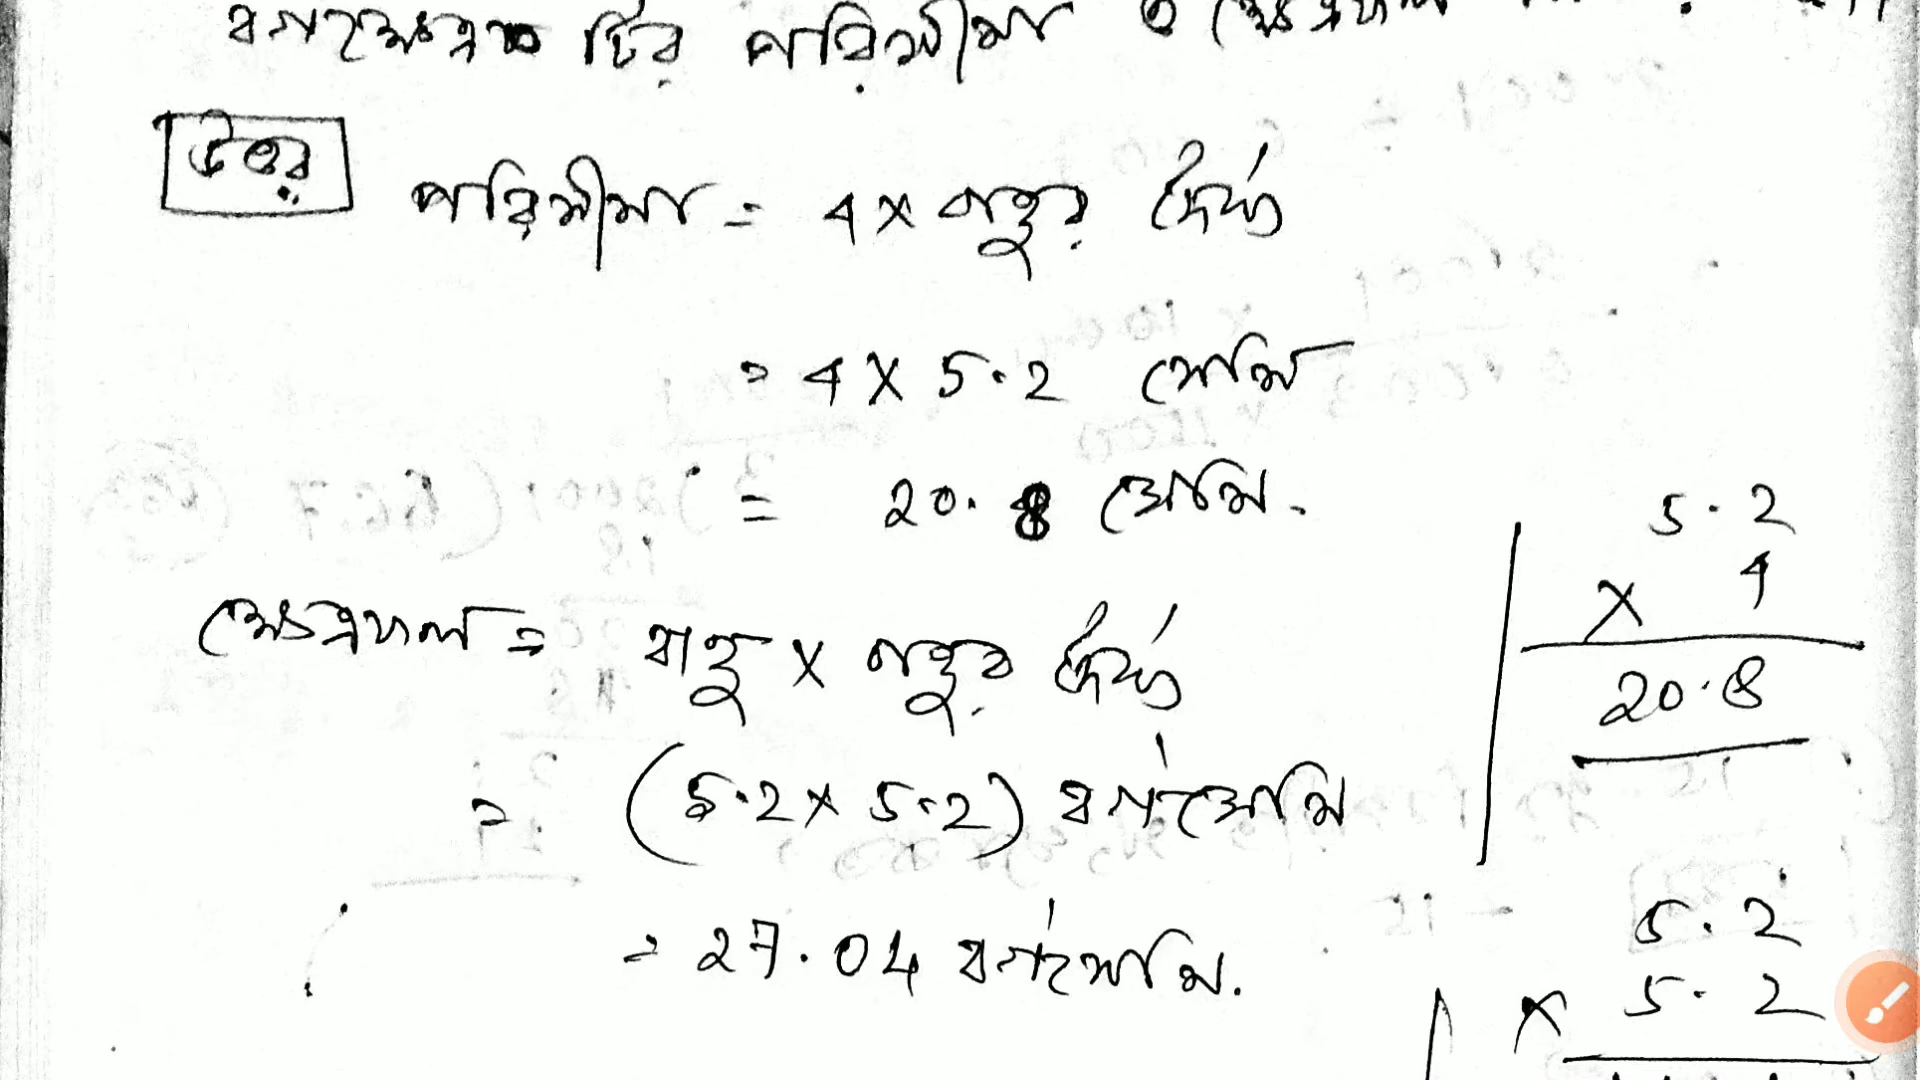 বর্গক্ষেত্র টির পরিসীমা ও ক্ষেত্রফল
উত্তর
পরিসীমা = 4 × বাহুর দৈর্ঘ্য
= 4 × 5.2 সেমি
= 20.8 সেমি.
5.2
× 4
20.8
ক্ষেত্রফল = বাহু × বাহুর দৈর্ঘ্য
= (5.2 × 5.2) বর্গসেমি
= 27.04 বর্গসেমি.
5.2
× 5.2